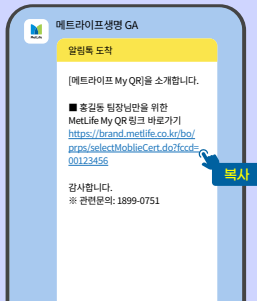 메트라이프생명 GA
MetLife
알림톡 도착
[메트라이프 My QR]을 소개합니다.
■ 홍길동 팀장님만을 위한
MetLife My QR 링크 바로가기
https://brand.metlife.co.kr/bo/
prps/selectMoblieCert.do?fccd=
00123456
복사
감사합니다.
※ 관련문의: 1899-0751